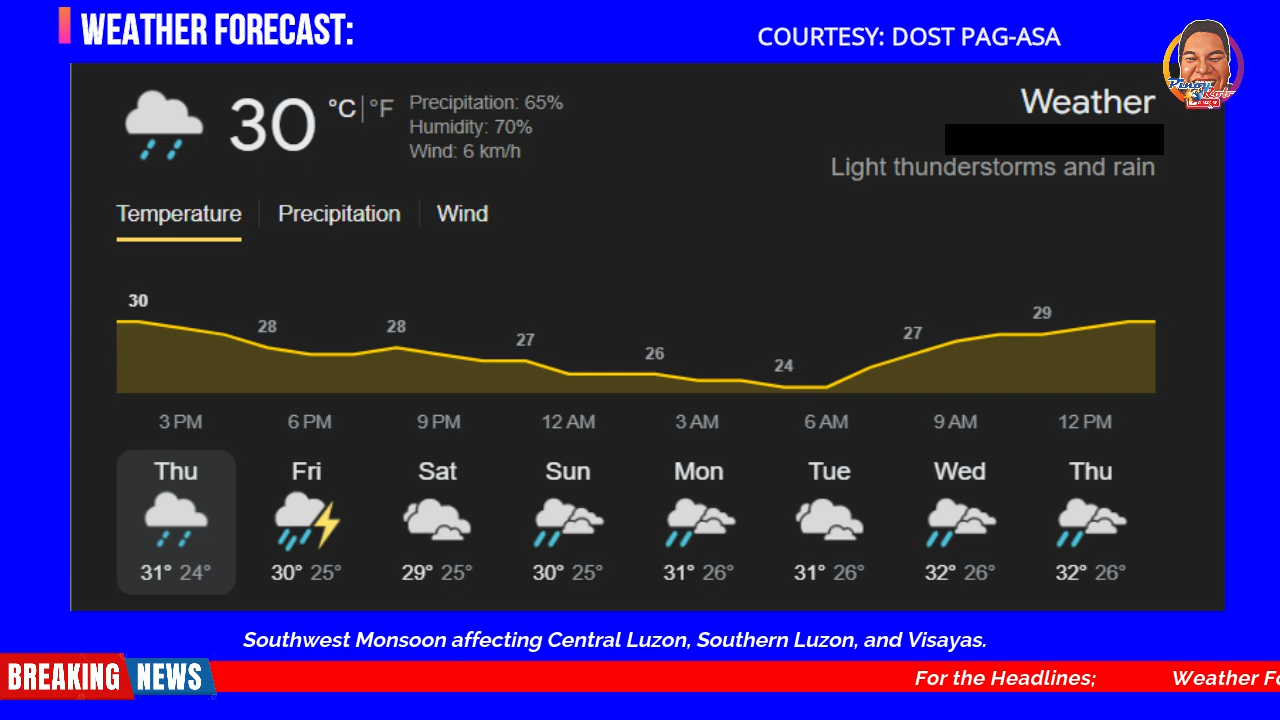 WEATHER FORECAST:
COURTESY: DOST PAG-ASA
30 °C | °F
Precipitation: 65%
Humidity: 70%
Wind: 6 km/h
Weather
Light thunderstorms and rain
Temperature Precipitation Wind
30 28 28 27 26 24 27 29
3 PM 6 PM 9 PM 12 AM 3 AM 6 AM 9 AM 12 PM
Thu Fri Sat Sun Mon Tue Wed Thu
31° 24° 30° 25° 29° 25° 30° 25° 31° 26° 31° 26° 32° 26° 32° 26°
Southwest Monsoon affecting Central Luzon, Southern Luzon, and Visayas.
BREAKING NEWS
For the Headlines; Weather Fo